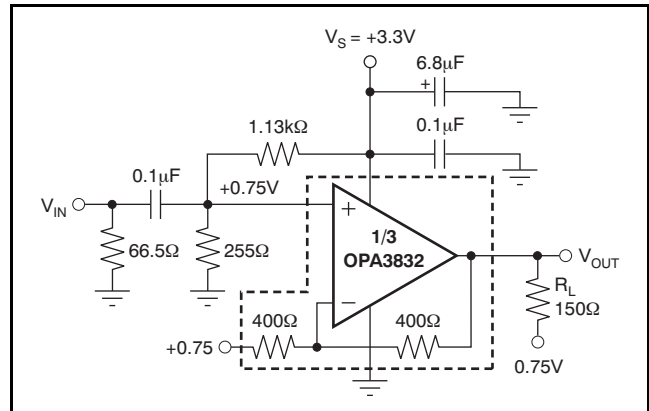 V_S = +3.3V
6.8μF
+
1.13kΩ
0.1μF
0.1μF
+0.75V
V_IN
+
1/3
OPA3832
66.5Ω
255Ω
V_OUT
−
R_L
150Ω
400Ω
400Ω
+0.75
0.75V